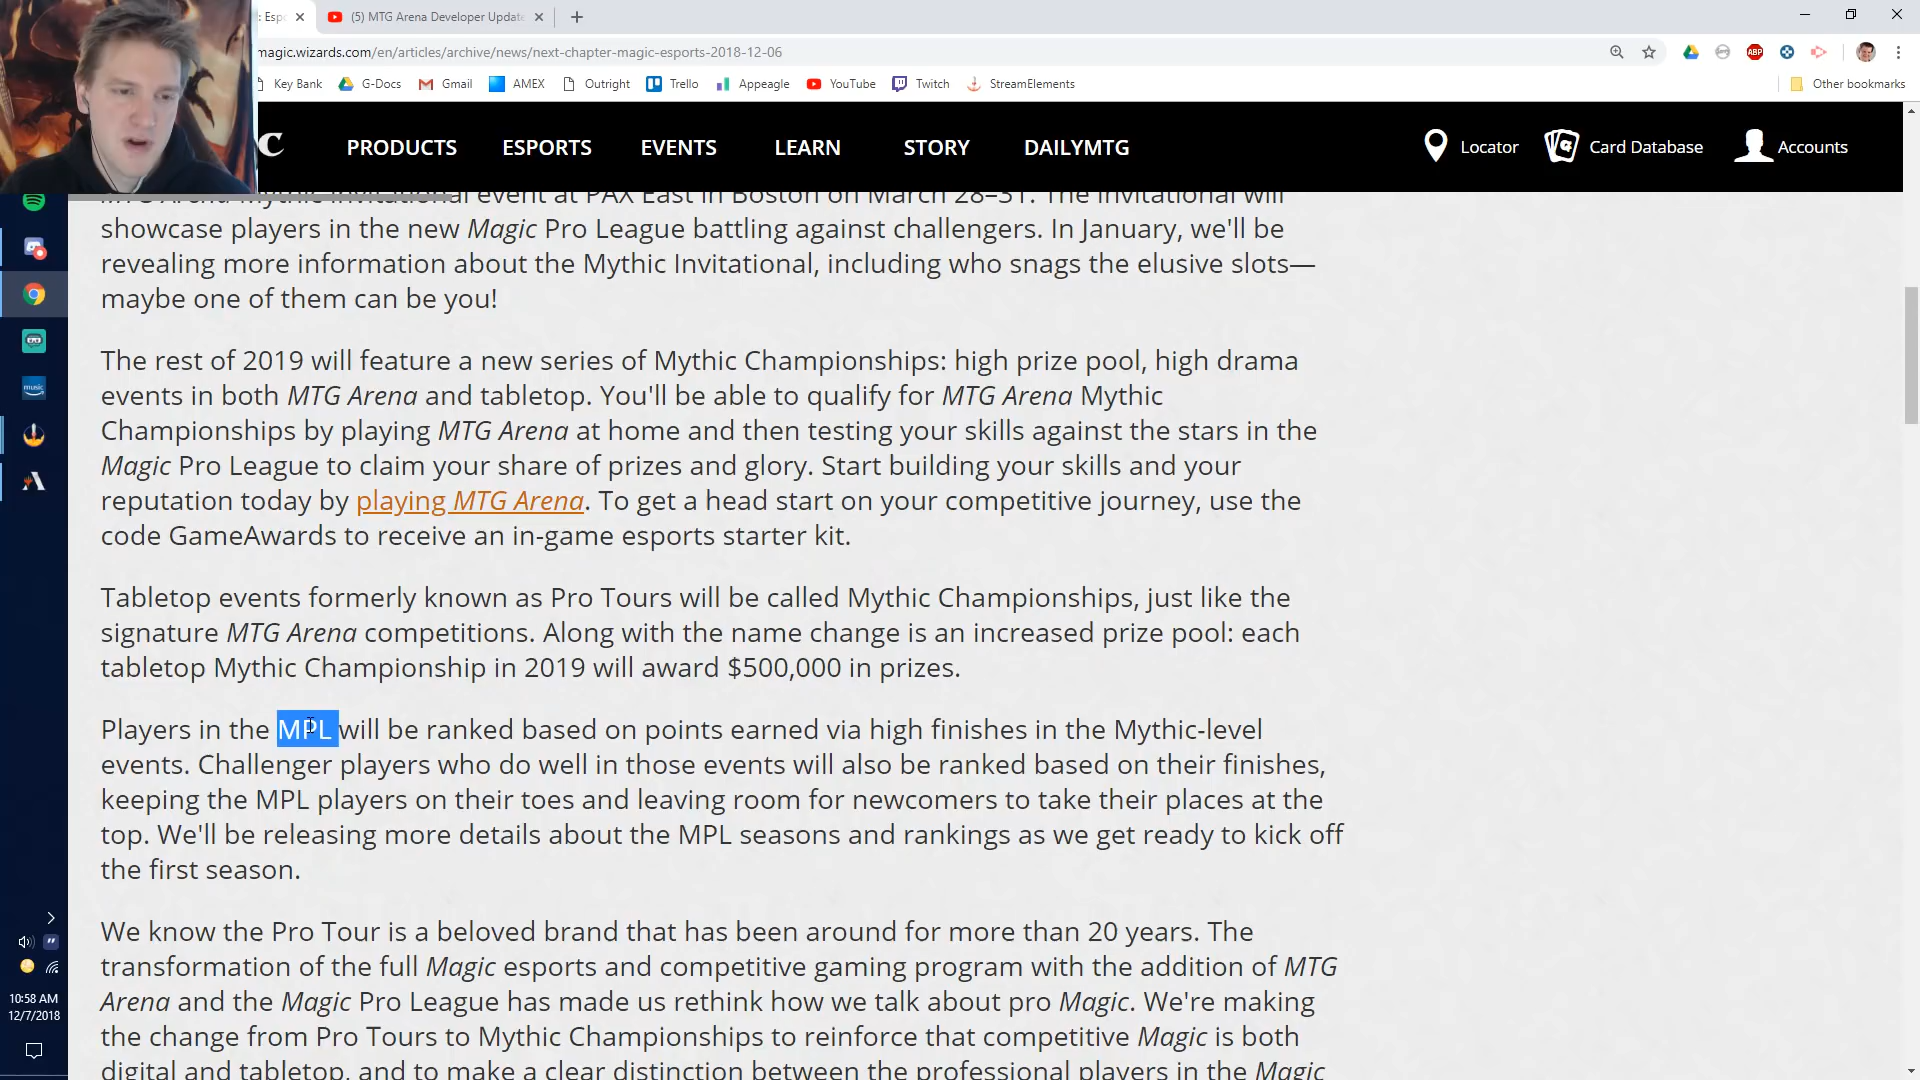 : Espo
(5) MTG Arena Developer Update
magic.wizards.com/en/articles/archive/news/next-chapter-magic-esports-2018-12-06
Key Bank
G-Docs
Gmail
AMEX
Outright
Trello
Appeagle
YouTube
Twitch
StreamElements
Other bookmarks
C
PRODUCTS
ESPORTS
EVENTS
LEARN
STORY
DAILYMTG
Locator
Card Database
Accounts
MTG Arena Mythic Invitational event at PAX East in Boston on March 28–31. The Invitational will
showcase players in the new Magic Pro League battling against challengers. In January, we'll be
revealing more information about the Mythic Invitational, including who snags the elusive slots—
maybe one of them can be you!
The rest of 2019 will feature a new series of Mythic Championships: high prize pool, high drama
events in both MTG Arena and tabletop. You'll be able to qualify for MTG Arena Mythic
Championships by playing MTG Arena at home and then testing your skills against the stars in the
Magic Pro League to claim your share of prizes and glory. Start building your skills and your
reputation today by playing MTG Arena. To get a head start on your competitive journey, use the
code GameAwards to receive an in-game esports starter kit.
Tabletop events formerly known as Pro Tours will be called Mythic Championships, just like the
signature MTG Arena competitions. Along with the name change is an increased prize pool: each
tabletop Mythic Championship in 2019 will award $500,000 in prizes.
Players in the MPL will be ranked based on points earned via high finishes in the Mythic-level
events. Challenger players who do well in those events will also be ranked based on their finishes,
keeping the MPL players on their toes and leaving room for newcomers to take their places at the
top. We'll be releasing more details about the MPL seasons and rankings as we get ready to kick off
the first season.
We know the Pro Tour is a beloved brand that has been around for more than 20 years. The
transformation of the full Magic esports and competitive gaming program with the addition of MTG
Arena and the Magic Pro League has made us rethink how we talk about pro Magic. We're making
the change from Pro Tours to Mythic Championships to reinforce that competitive Magic is both
digital and tabletop, and to make a clear distinction between the professional players in the Magic
music
10:58 AM
12/7/2018